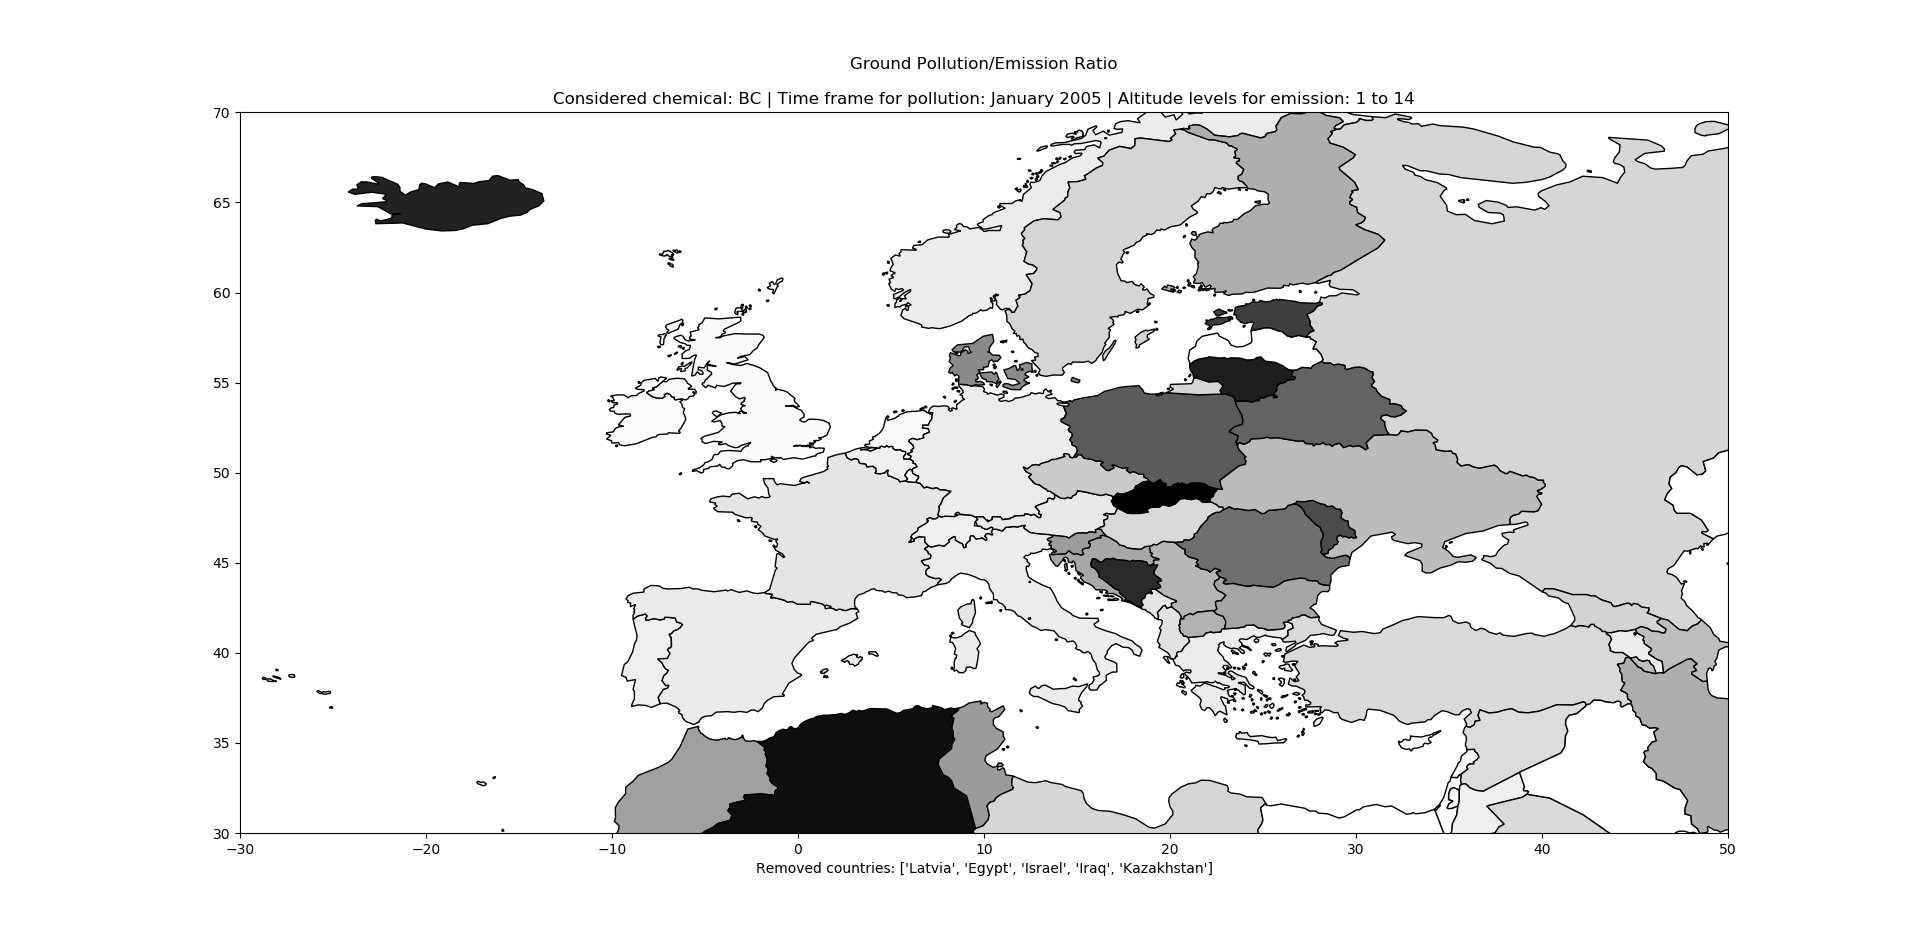 Ground Pollution/Emission Ratio
Considered chemical: BC | Time frame for pollution: January 2005 | Altitude levels for emission: 1 to 14
70
65
60
55
50
45
40
35
30
−30 −20 −10 0 10 20 30 40 50
Removed countries: ['Latvia', 'Egypt', 'Israel', 'Iraq', 'Kazakhstan']